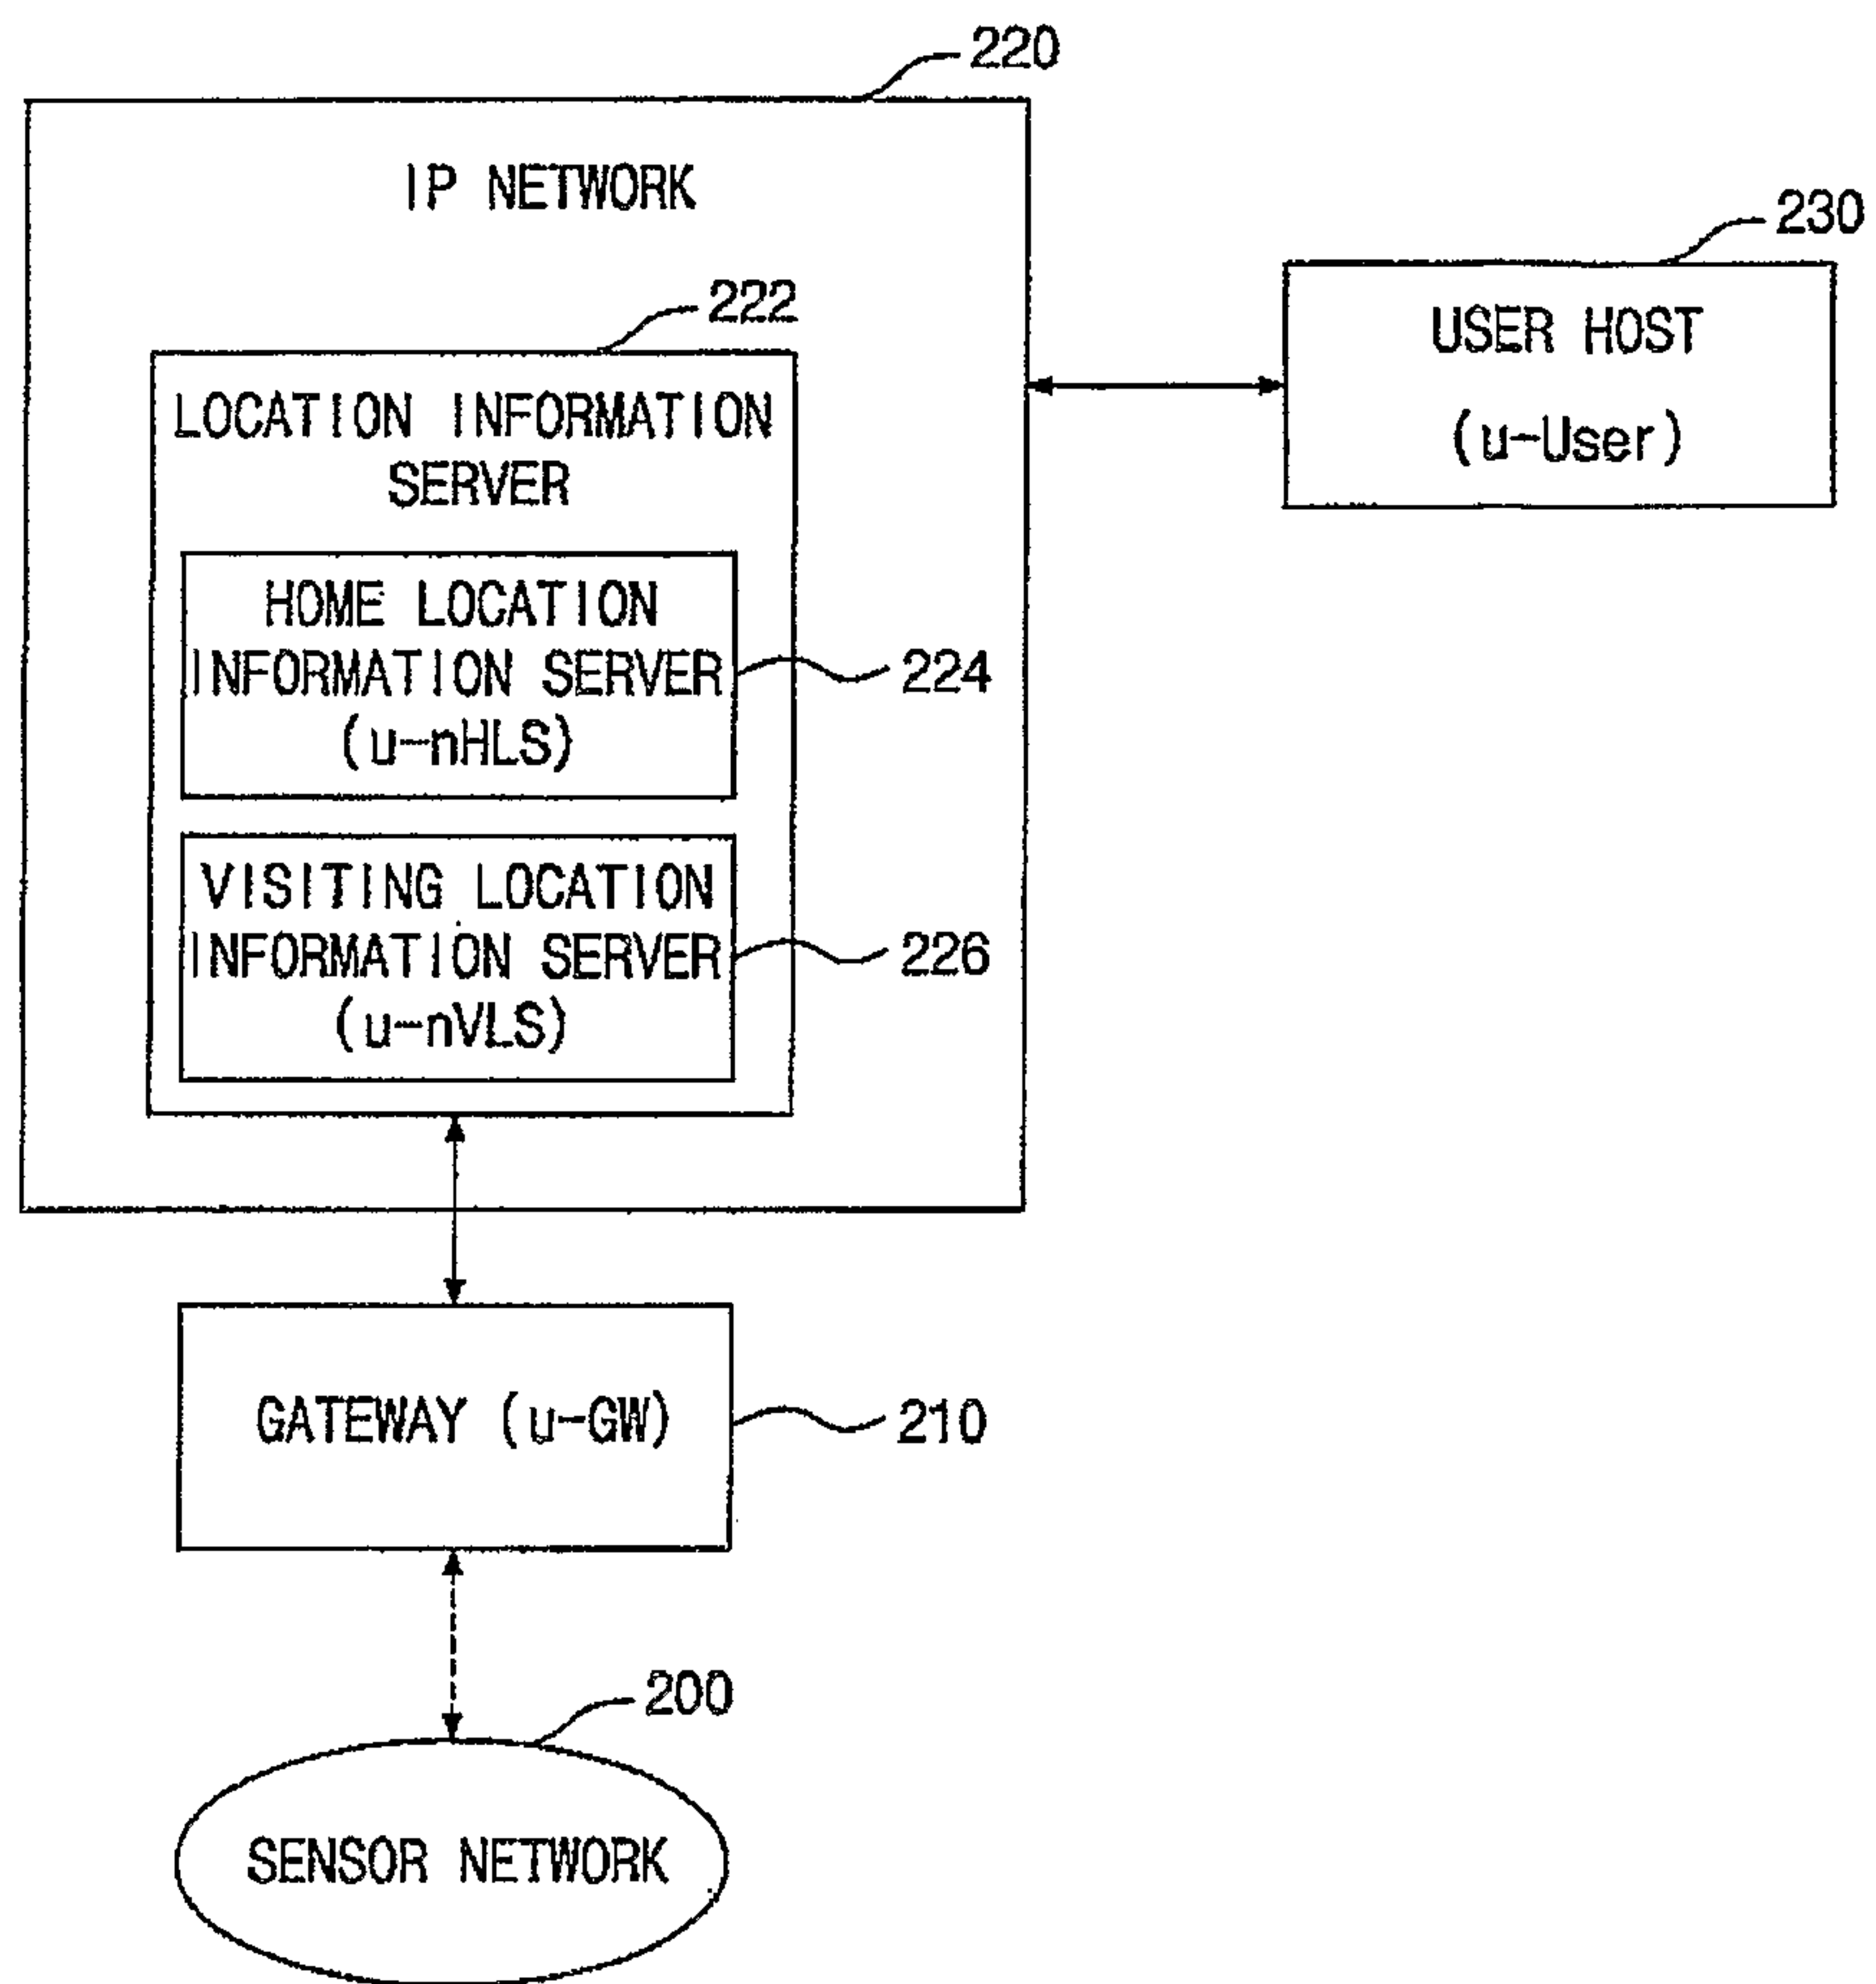 220
IP NETWORK
230
USER HOST
(u-User)
222
LOCATION INFORMATION
SERVER
HOME LOCATION
INFORMATION SERVER
(u-nHLS)
224
VISITING LOCATION
INFORMATION SERVER
(u-nVLS)
226
GATEWAY (u-GW)
210
200
SENSOR NETWORK